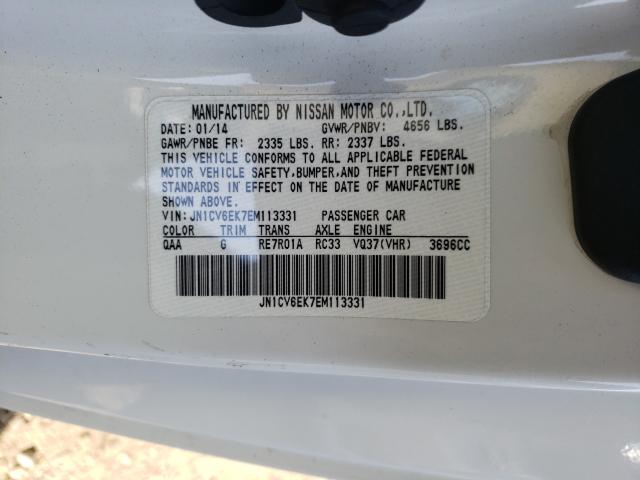 MANUFACTURED BY NISSAN MOTOR CO.,LTD.
DATE: 01/14 GVWR/PNBV: 4656 LBS.
GAWR/PNBE FR: 2335 LBS. RR: 2337 LBS.
THIS VEHICLE CONFORMS TO ALL APPLICABLE FEDERAL
MOTOR VEHICLE SAFETY,BUMPER,AND THEFT PREVENTION
STANDARDS IN EFFECT ON THE DATE OF MANUFACTURE
SHOWN ABOVE.
VIN: JN1CV6EK7EM113331 PASSENGER CAR
COLOR TRIM TRANS AXLE ENGINE
QAA G RE7R01A RC33 VQ37(VHR) 3696CC
JN1CV6EK7EM113331